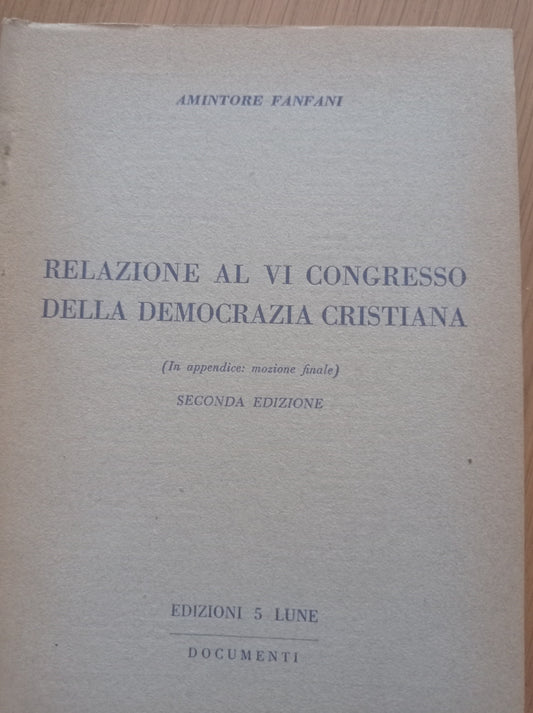 AMINTORE FANFANI
RELAZIONE AL VI CONGRESSO
DELLA DEMOCRAZIA CRISTIANA
(In appendice: mozione finale)
SECONDA EDIZIONE
EDIZIONI 5 LUNE
DOCUMENTI